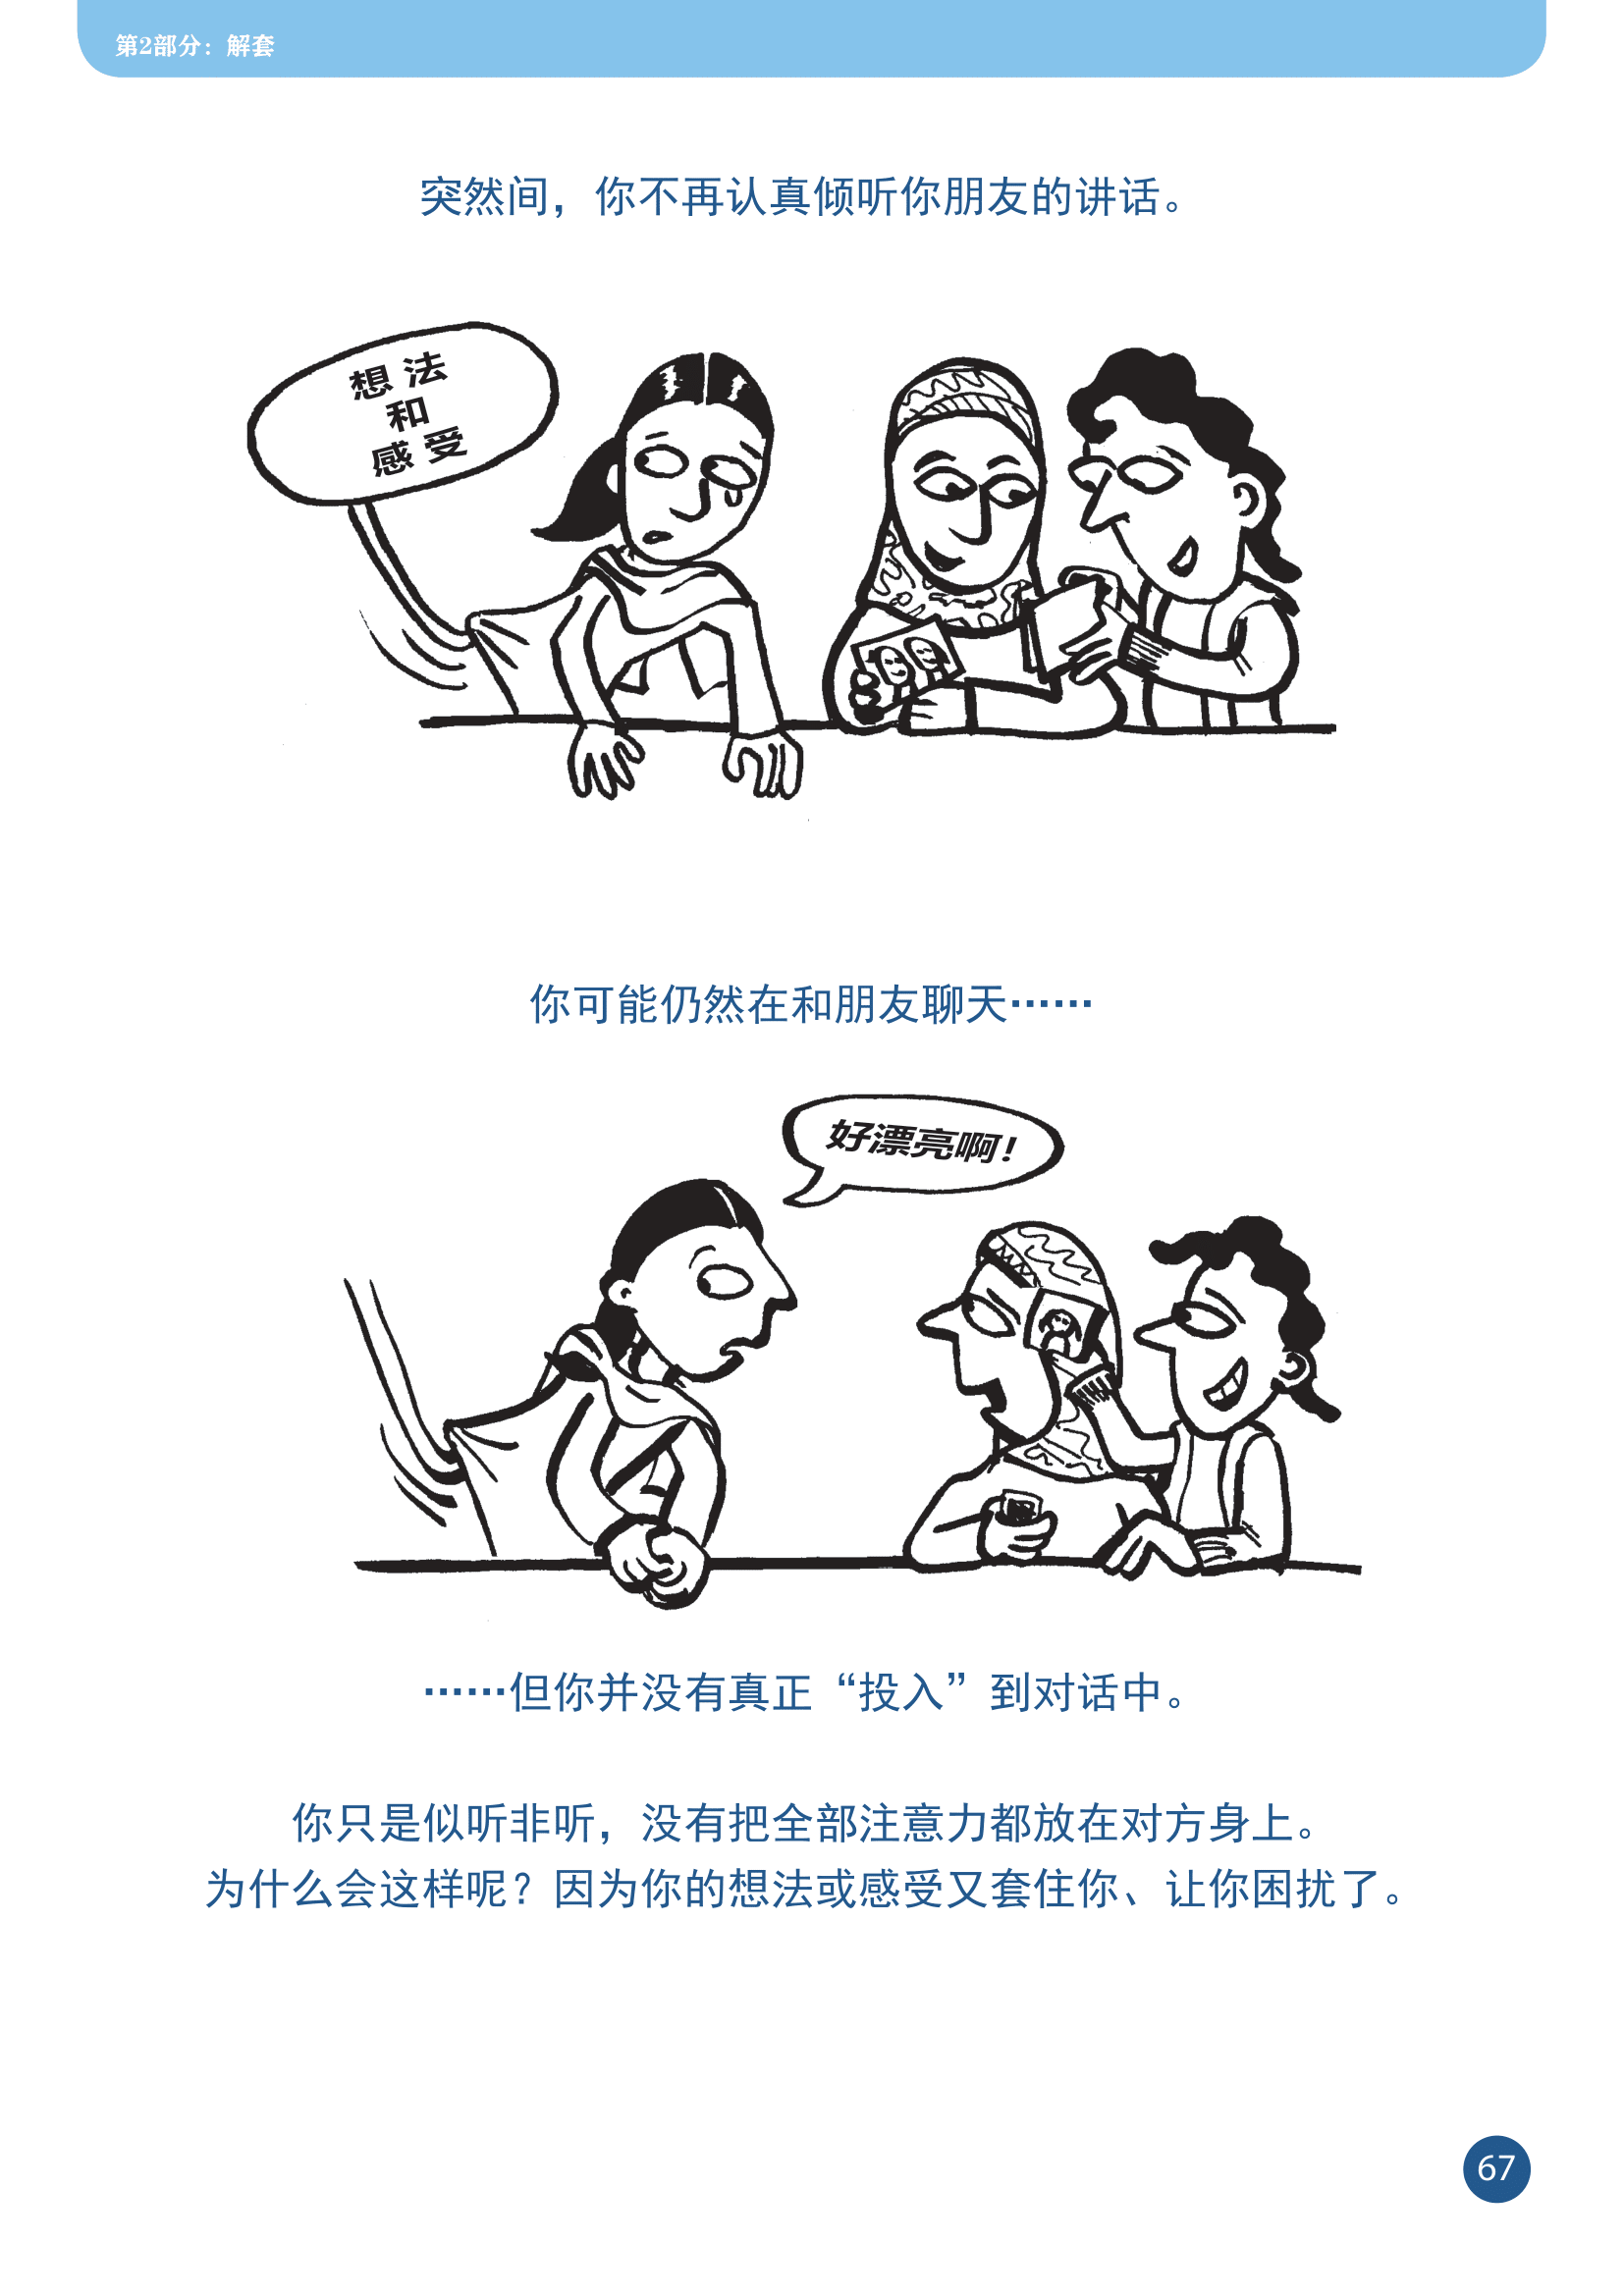 第2部分：解套
突然间，你不再认真倾听你朋友的讲话。
想法
和
感受
你可能仍然在和朋友聊天……
好漂亮啊！
……但你并没有真正“投入”到对话中。
你只是似听非听，没有把全部注意力都放在对方身上。
为什么会这样呢？因为你的想法或感受又套住你、让你困扰了。
67